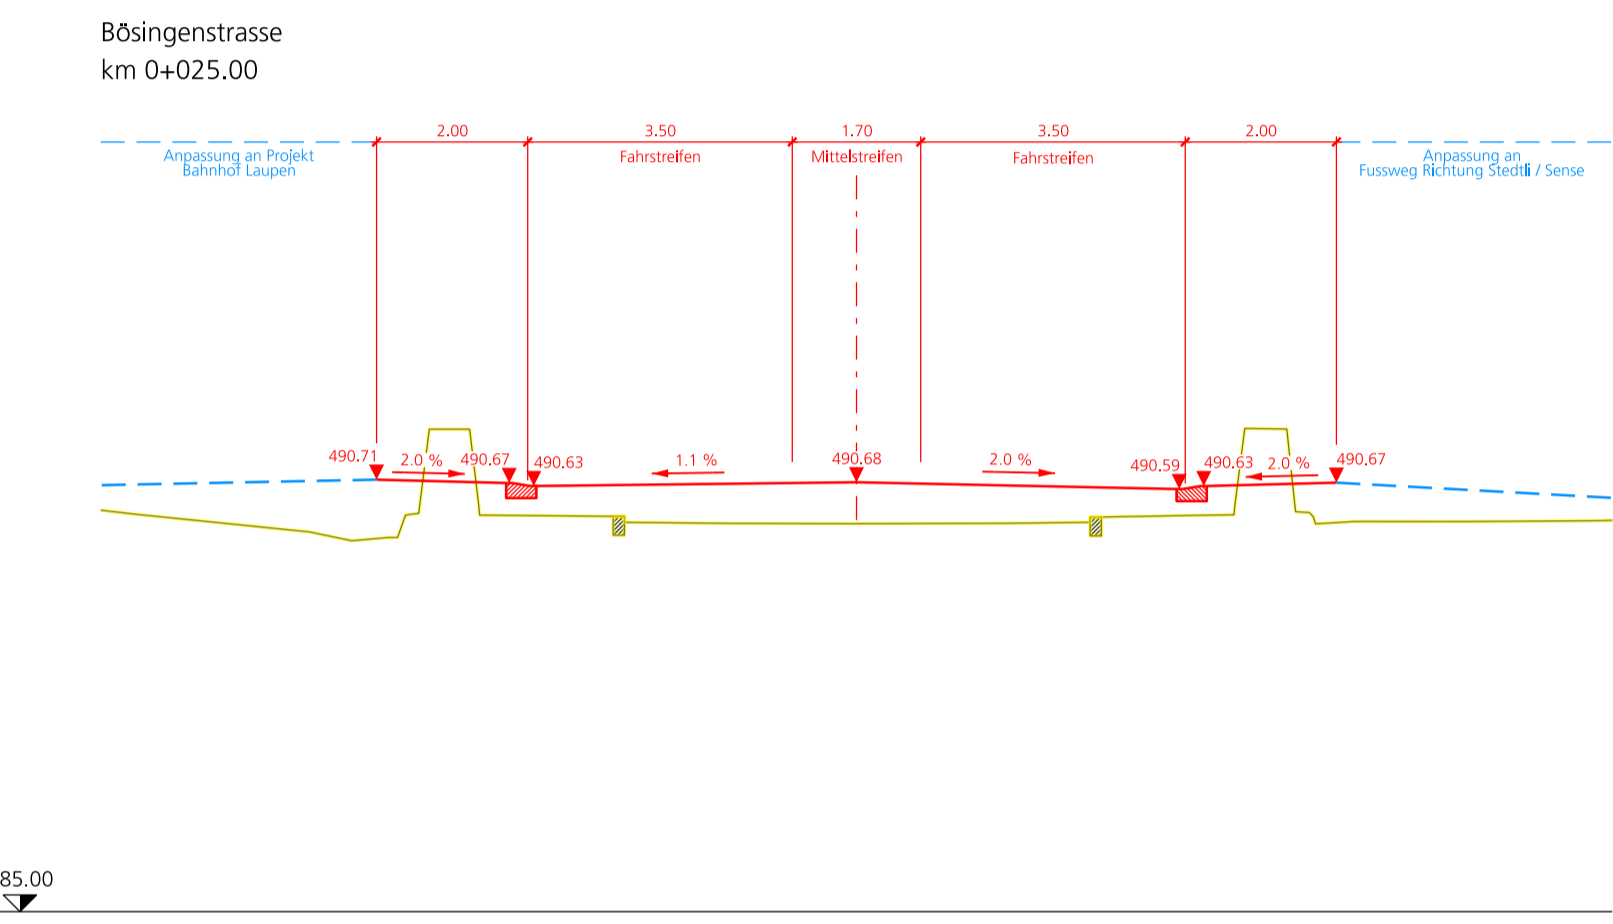 Bösingenstrasse
km 0+025.00
2.00 3.50 1.70 3.50 2.00
Anpassung an Projekt
Bahnhof Laupen
Fahrstreifen Mittelstreifen Fahrstreifen
Anpassung an
Fussweg Richtung Stedtli / Sense
490.71 2.0 % 490.67 490.63 1.1 % 490.68 2.0 % 490.59 490.63 2.0 % 490.67
85.00